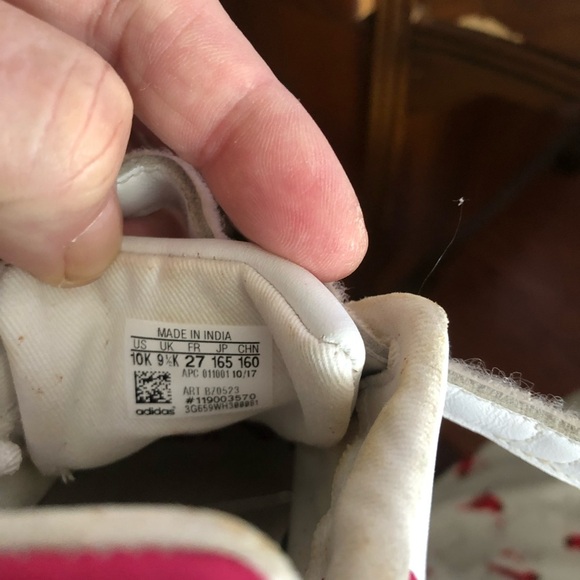 MADE IN INDIA
US UK FR JP CHN
10K 9½K 27 165 160
APC 011001 10/17
ART B70523
#119003570
adidas 3G659WH300081